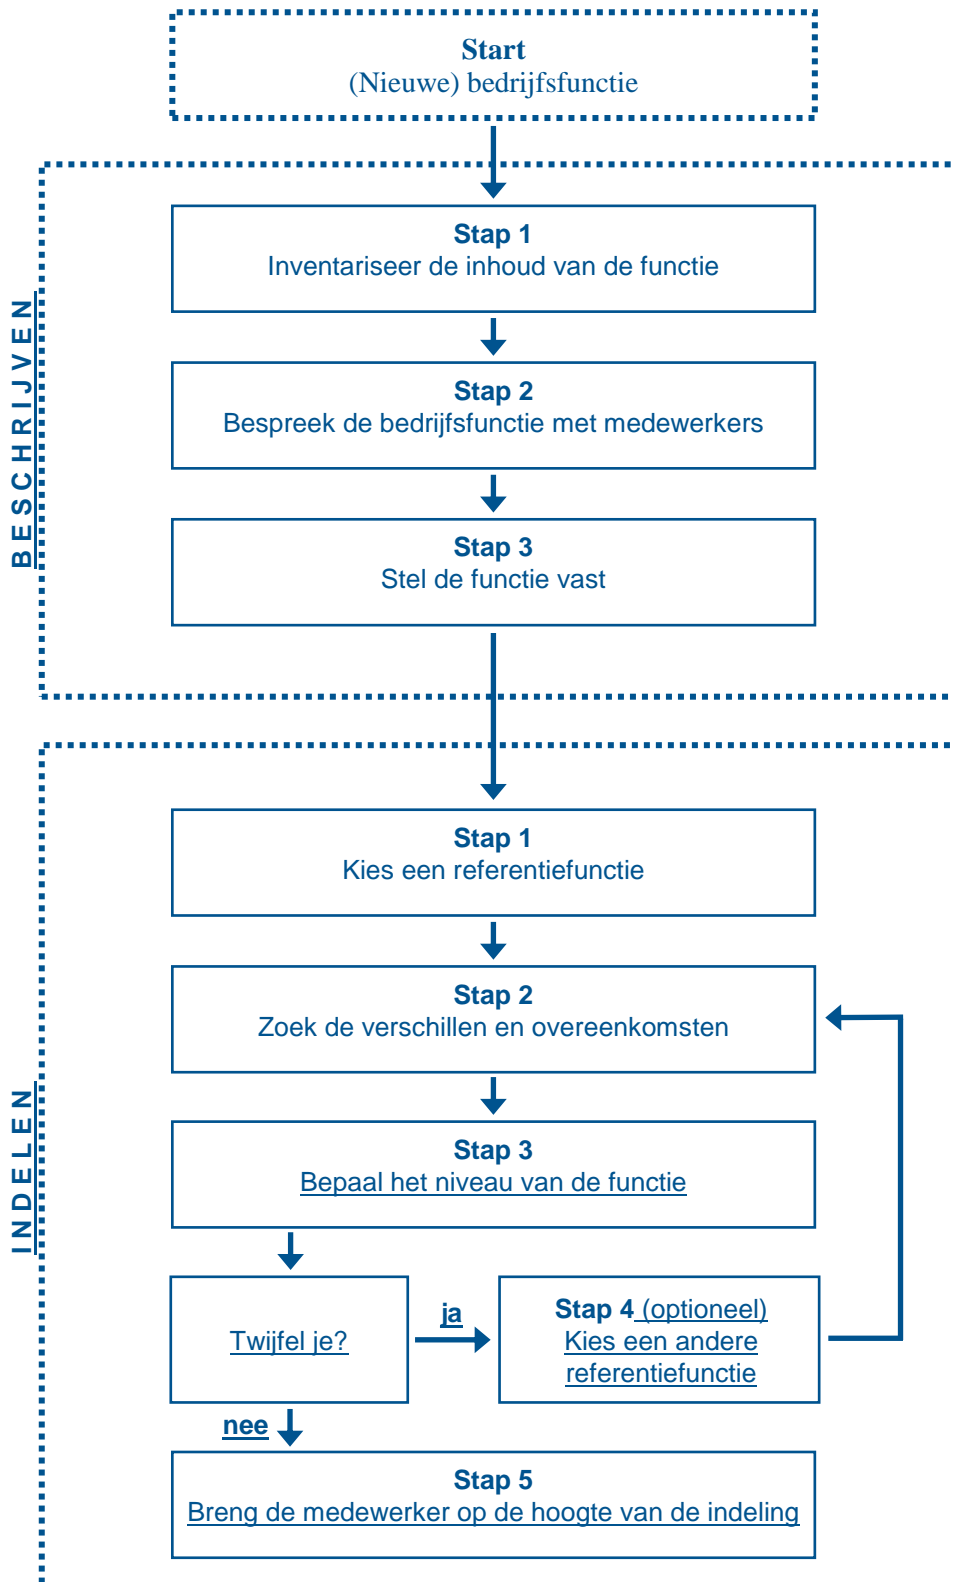 Start
(Nieuwe) bedrijfsfunctie
BESCHRIJVEN
Stap 1
Inventariseer de inhoud van de functie
Stap 2
Bespreek de bedrijfsfunctie met medewerkers
Stap 3
Stel de functie vast
INDELEN
Stap 1
Kies een referentiefunctie
Stap 2
Zoek de verschillen en overeenkomsten
Stap 3
Bepaal het niveau van de functie
Twijfel je?
ja
Stap 4 (optioneel)
Kies een andere
referentiefunctie
nee
Stap 5
Breng de medewerker op de hoogte van de indeling